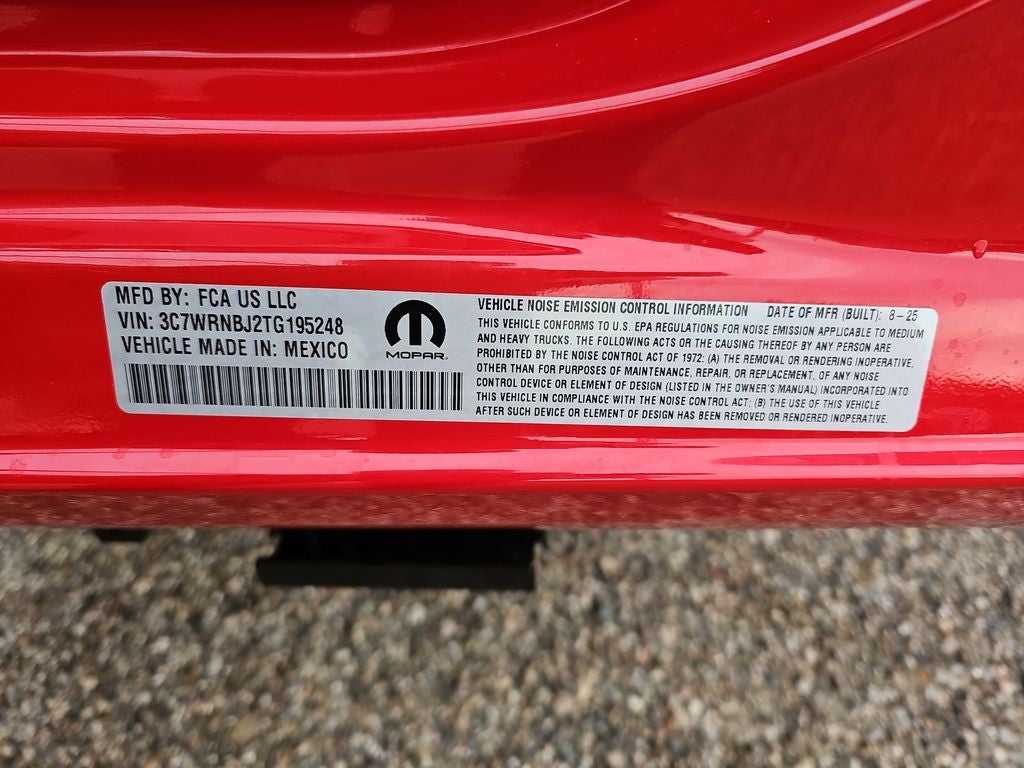 MFD BY: FCA US LLC
VIN: 3C7WRNBJ2TG195248
VEHICLE MADE IN: MEXICO
MOPAR®
VEHICLE NOISE EMISSION CONTROL INFORMATION DATE OF MFR (BUILT): 8-25
THIS VEHICLE CONFORMS TO U.S. EPA REGULATIONS FOR NOISE EMISSION APPLICABLE TO MEDIUM
AND HEAVY TRUCKS. THE FOLLOWING ACTS OR THE CAUSING THEREOF BY ANY PERSON ARE
PROHIBITED BY THE NOISE CONTROL ACT OF 1972: (A) THE REMOVAL OR RENDERING INOPERATIVE,
OTHER THAN FOR PURPOSES OF MAINTENANCE, REPAIR, OR REPLACEMENT, OF ANY NOISE
CONTROL DEVICE OR ELEMENT OF DESIGN (LISTED IN THE OWNER'S MANUAL) INCORPORATED INTO
THIS VEHICLE IN COMPLIANCE WITH THE NOISE CONTROL ACT; (B) THE USE OF THIS VEHICLE
AFTER SUCH DEVICE OR ELEMENT OF DESIGN HAS BEEN REMOVED OR RENDERED INOPERATIVE.